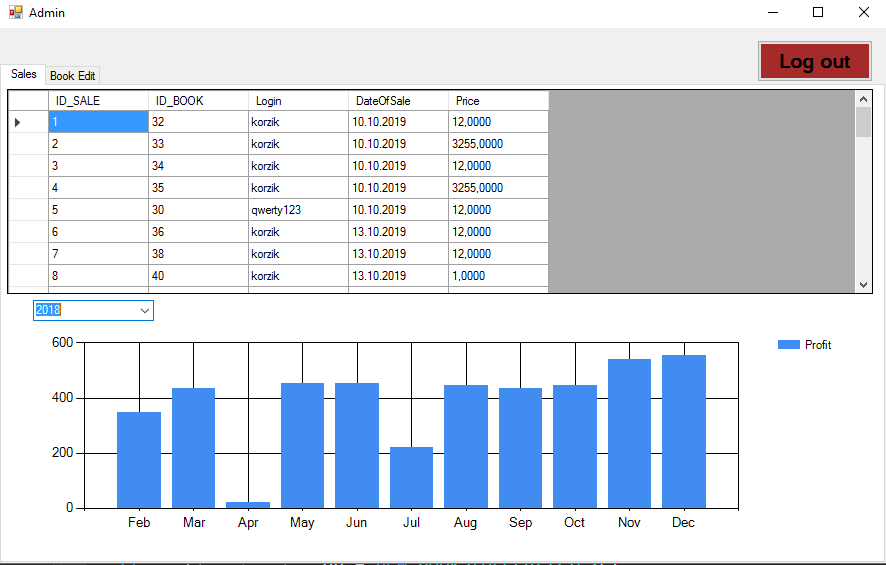 Admin
Log out
Sales Book Edit
ID_SALE ID_BOOK Login DateOfSale Price
1 32 korzik 10.10.2019 12,0000
2 33 korzik 10.10.2019 3255,0000
3 34 korzik 10.10.2019 12,0000
4 35 korzik 10.10.2019 3255,0000
5 30 qwerty123 10.10.2019 12,0000
6 36 korzik 13.10.2019 12,0000
7 38 korzik 13.10.2019 12,0000
8 40 korzik 13.10.2019 1,0000
2018
600
400
200
0
Feb Mar Apr May Jun Jul Aug Sep Oct Nov Dec
Profit